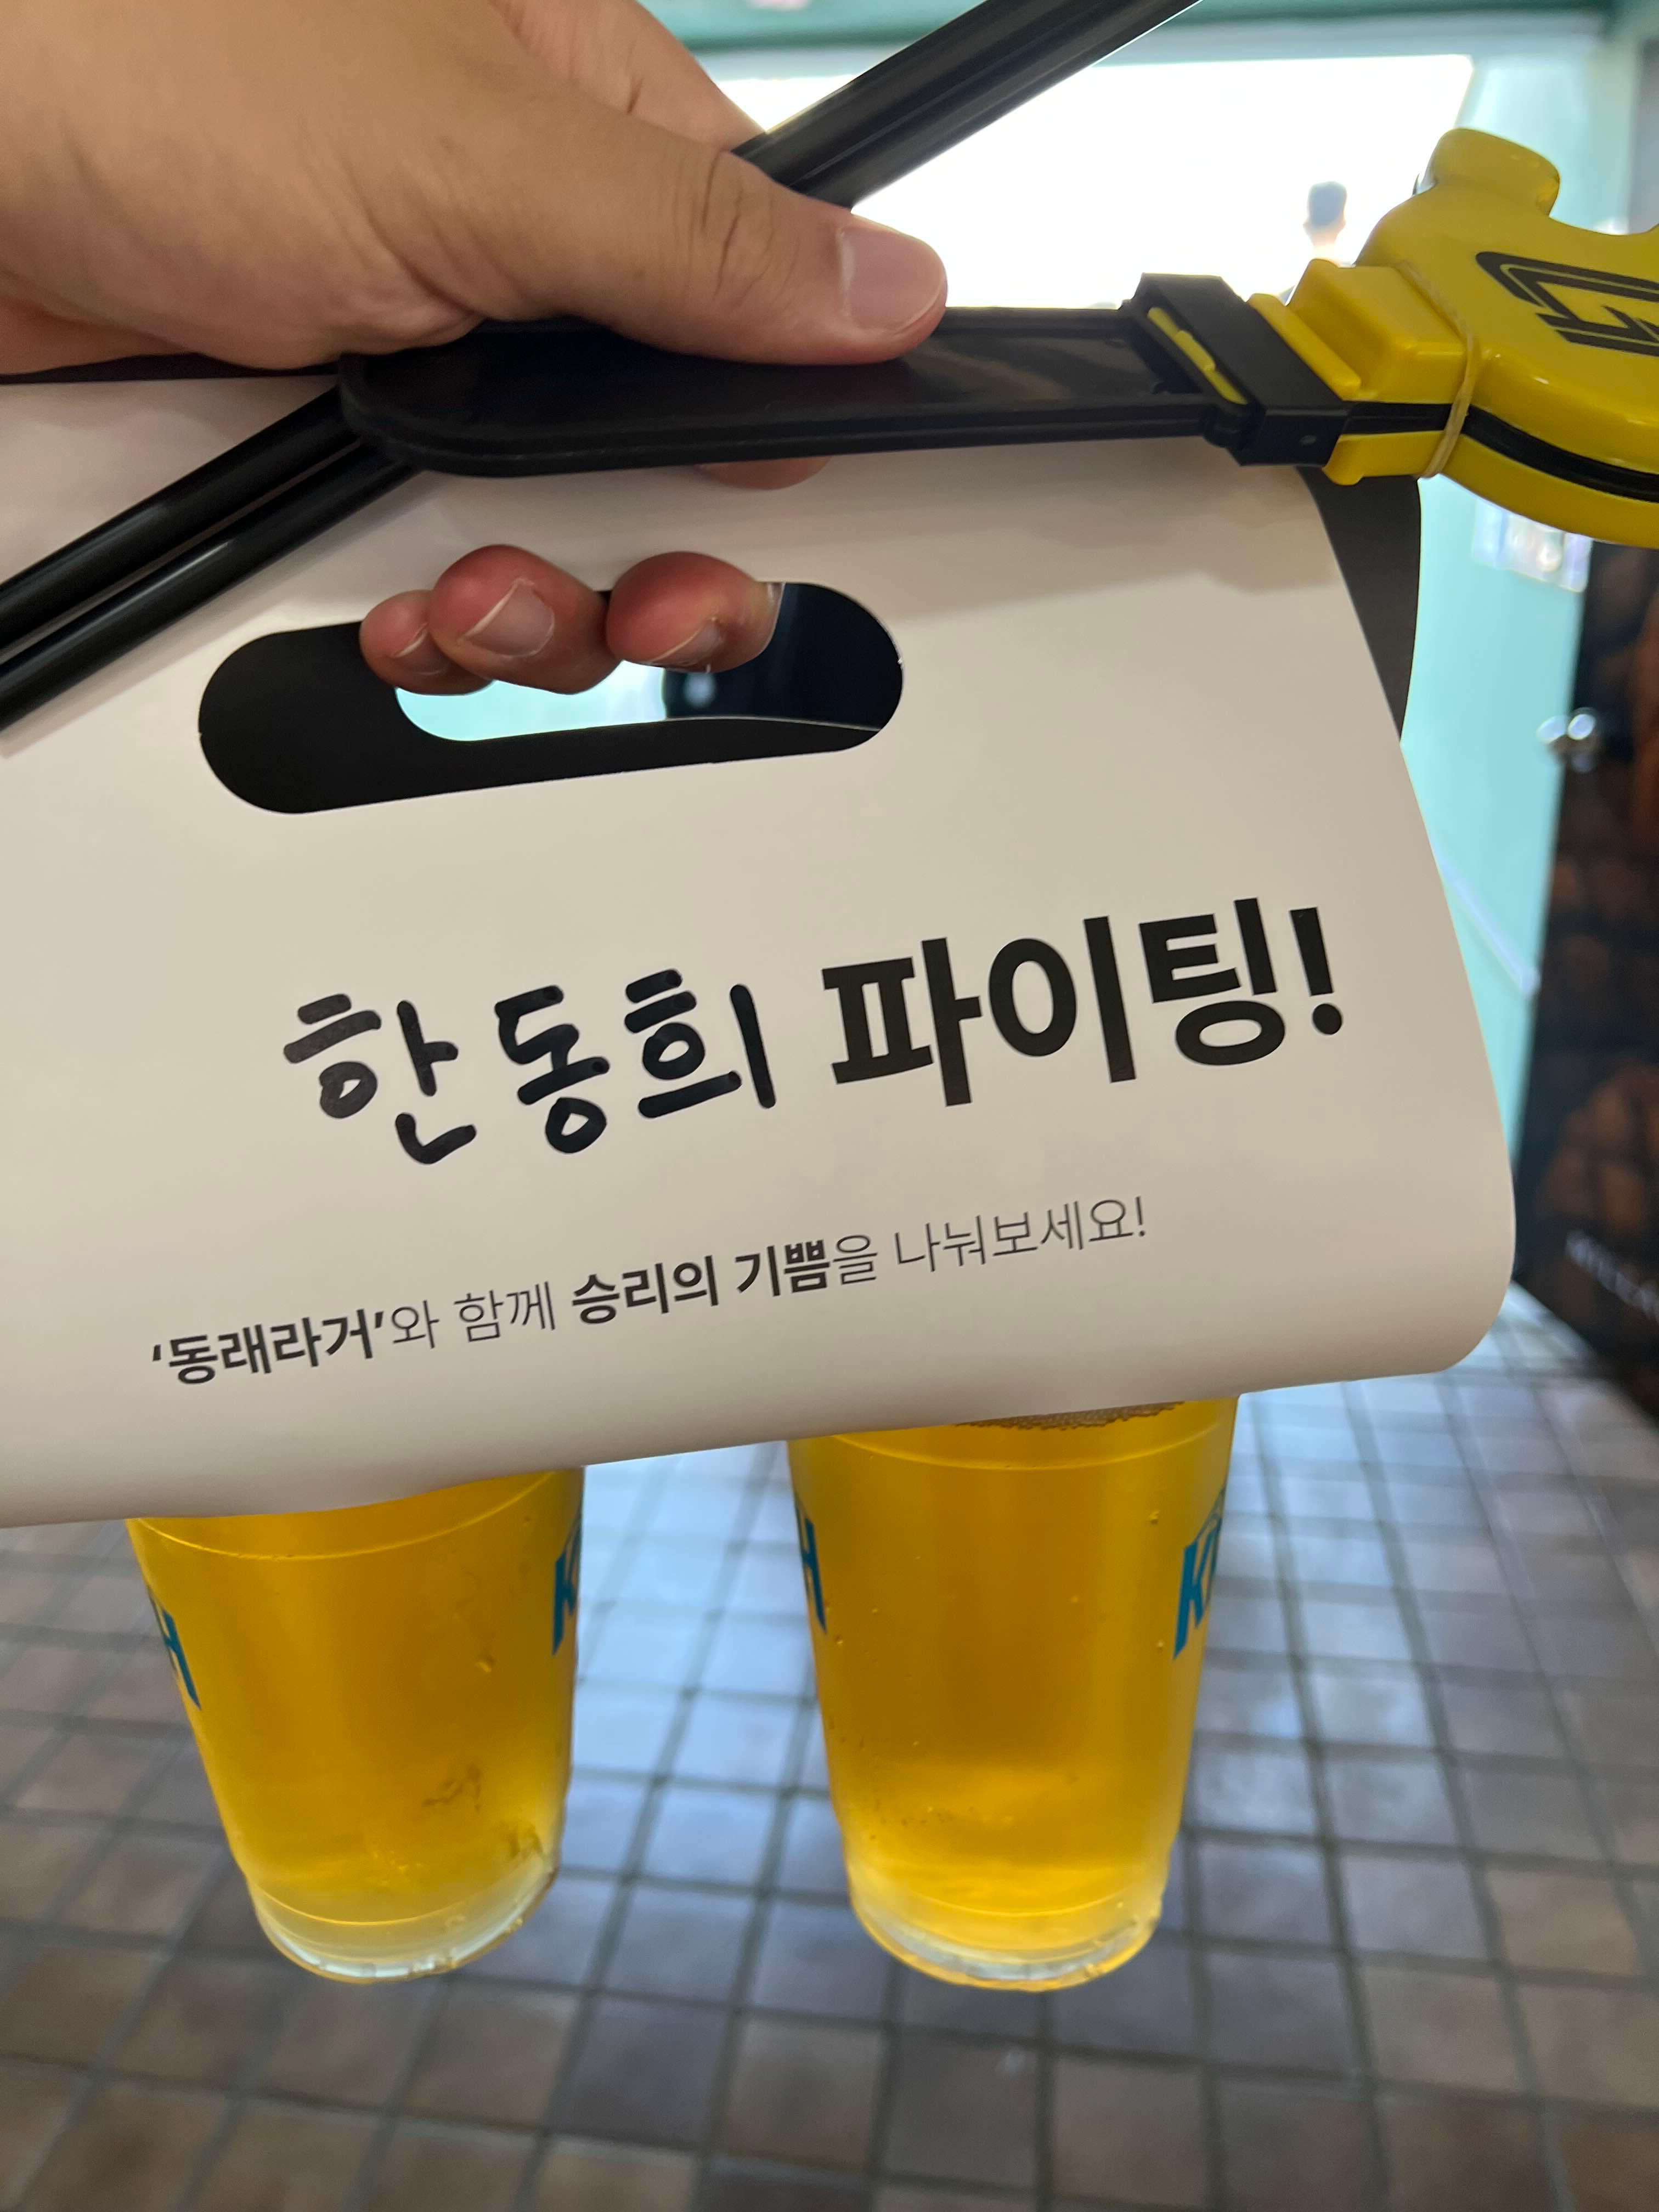 한동희 파이팅!
‘동래라거’와 함께 승리의 기쁨을 나눠보세요!